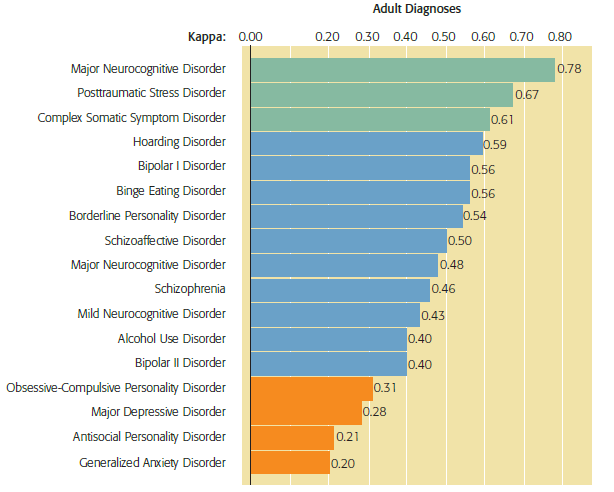 Adult Diagnoses
Kappa: 0.00 0.20 0.30 0.40 0.50 0.60 0.70 0.80
Major Neurocognitive Disorder 0.78
Posttraumatic Stress Disorder 0.67
Complex Somatic Symptom Disorder 0.61
Hoarding Disorder 0.59
Bipolar I Disorder 0.56
Binge Eating Disorder 0.56
Borderline Personality Disorder 0.54
Schizoaffective Disorder 0.50
Major Neurocognitive Disorder 0.48
Schizophrenia 0.46
Mild Neurocognitive Disorder 0.43
Alcohol Use Disorder 0.40
Bipolar II Disorder 0.40
Obsessive-Compulsive Personality Disorder 0.31
Major Depressive Disorder 0.28
Antisocial Personality Disorder 0.21
Generalized Anxiety Disorder 0.20